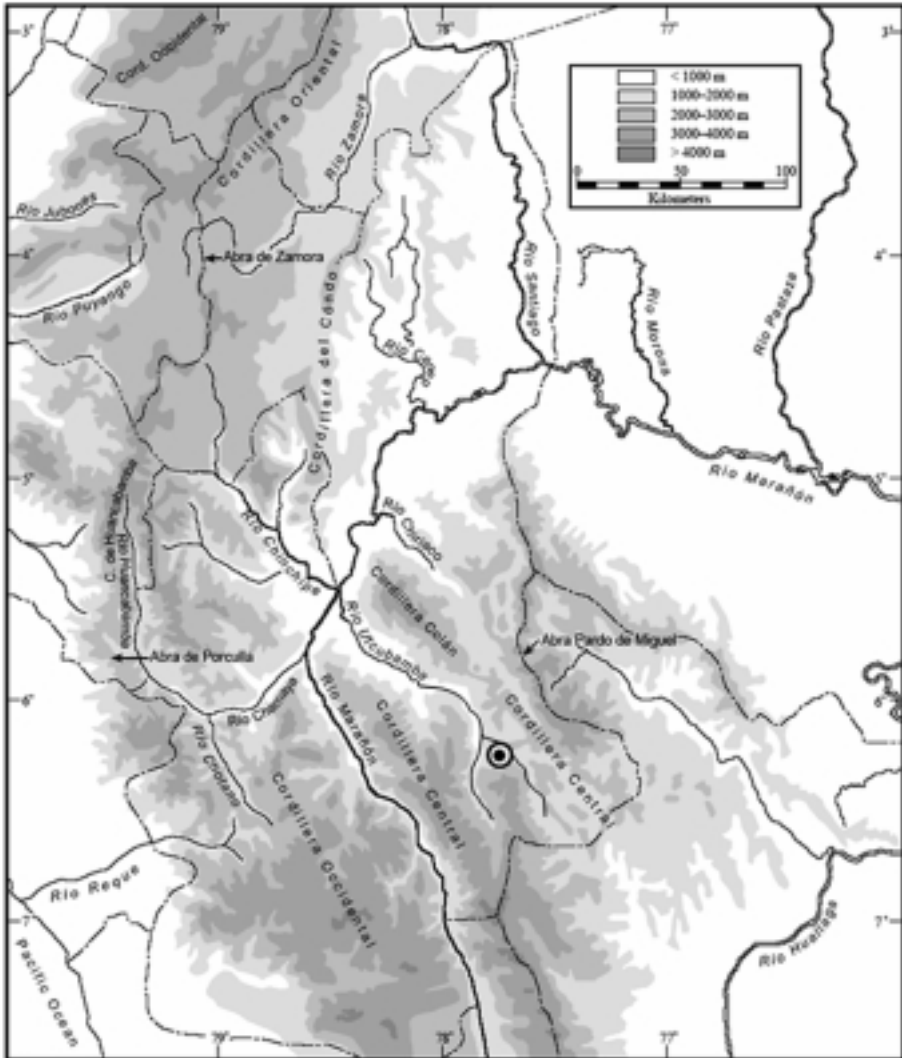 79°
78°
77°
3°
3°
Cord. Occidental
Cordillera Oriental
Río Zamora
< 1000 m
1000-2000 m
2000-3000 m
3000-4000 m
> 4000 m
0 50 100
Kilometers
Río Jubones
4°
Abra de Zamora
4°
Río Puyango
Cordillera del Cóndo
Río Santiago
Río Morona
Río Pastaza
Río
5°
Río Marañón
5°
C. de Huancabamba
Río Huancabamba
Río Chinchipe
Río Chiriaco
Cordillera Colán
Río Utcubamba
Abra Pardo de Miguel
Abra de Porculla
6°
6°
Río Chamaya
Río Marañón
Río Chotano
Cordillera Central
Cordillera Central
Cordillera Occidental
Río Reque
7°
7°
Río Huallaga
Pacific Ocean
79°
78°
77°